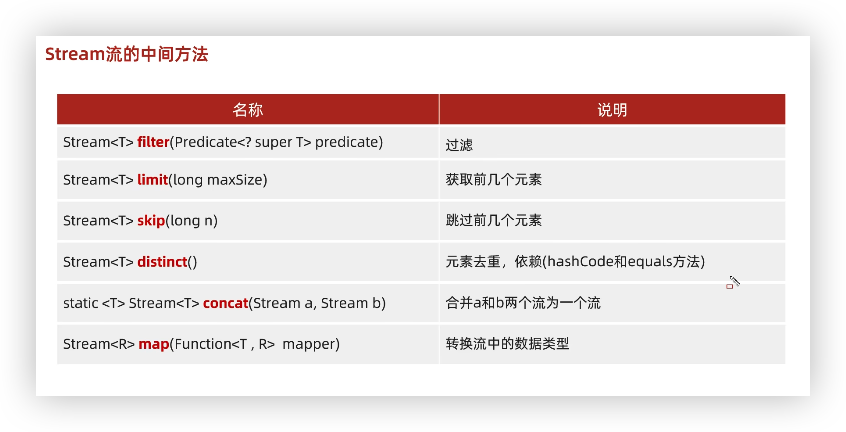 Stream流的中间方法
名称 说明
Stream<T> filter(Predicate<? super T> predicate) 过滤
Stream<T> limit(long maxSize) 获取前几个元素
Stream<T> skip(long n) 跳过前几个元素
Stream<T> distinct() 元素去重，依赖(hashCode和equals方法)
static <T> Stream<T> concat(Stream a, Stream b) 合并a和b两个流为一个流
Stream<R> map(Function<T , R>  mapper) 转换流中的数据类型